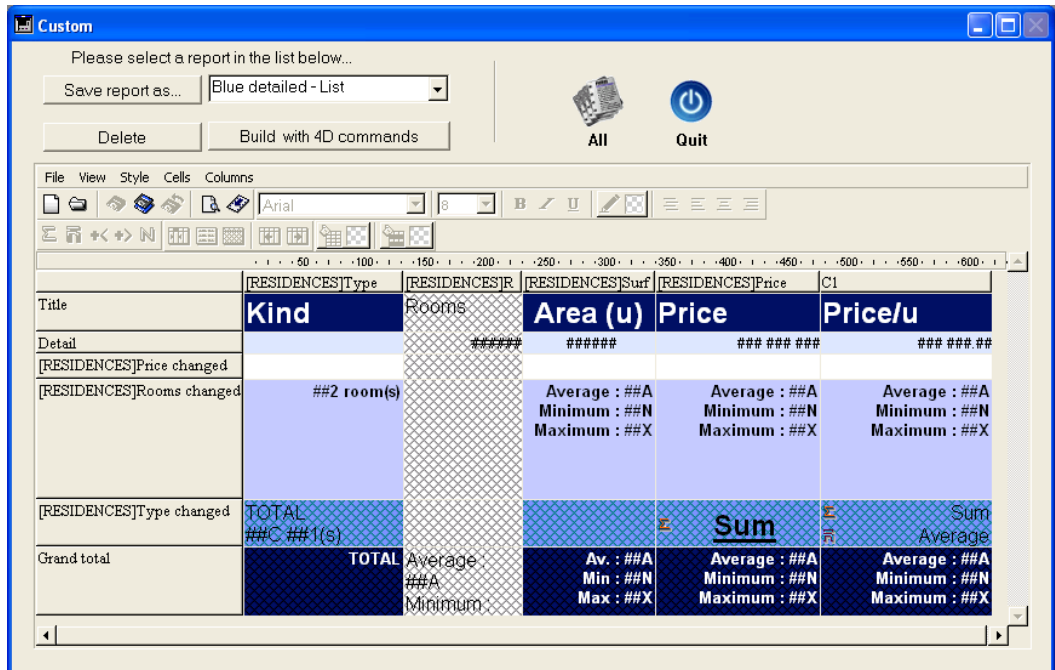 Custom
Please select a report in the list below...
Save report as...
Blue detailed - List
Delete
Build with 4D commands
All
Quit
File View Style Cells Columns
Arial 8 B I U
Σ n +< +> N
50 100 150 200 250 300 350 400 450 500 550 600
[RESIDENCES]Type [RESIDENCES]R [RESIDENCES]Surf [RESIDENCES]Price C1
Title Kind Rooms Area (u) Price Price/u
Detail ###### ###### ### ### ### ### ###.##
[RESIDENCES]Price changed
[RESIDENCES]Rooms changed ##2 room(s) Average : ##A Average : ##A Average : ##A
Minimum : ##N Minimum : ##N Minimum : ##N
Maximum : ##X Maximum : ##X Maximum : ##X
[RESIDENCES]Type changed TOTAL Σ Sum Σ Sum
##C ##1(s) n Average
Grand total TOTAL Average : Av. : ##A Average : ##A Average : ##A
##A Min : ##N Minimum : ##N Minimum : ##N
Minimum : Max : ##X Maximum : ##X Maximum : ##X